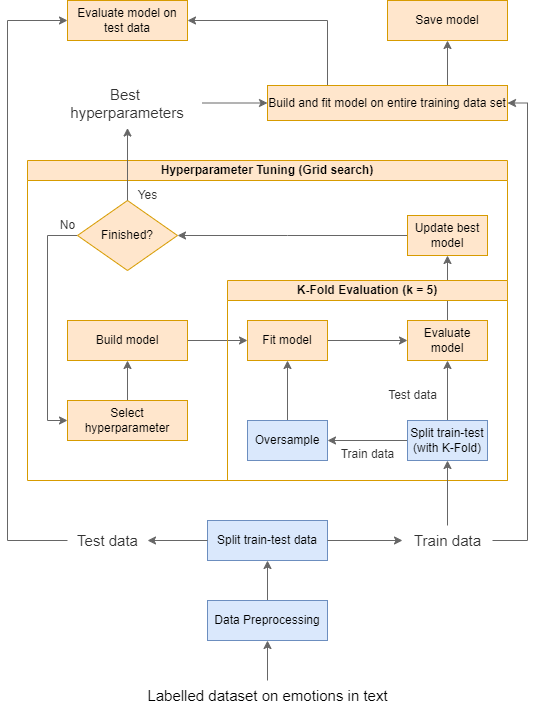 Evaluate model on
test data
Save model
Best
hyperparameters
Build and fit model on entire training data set
Hyperparameter Tuning (Grid search)
Yes
No
Finished?
Update best
model
K-Fold Evaluation (k = 5)
Build model
Fit model
Evaluate
model
Test data
Select
hyperparameter
Oversample
Split train-test
(with K-Fold)
Train data
Test data
Split train-test data
Train data
Data Preprocessing
Labelled dataset on emotions in text